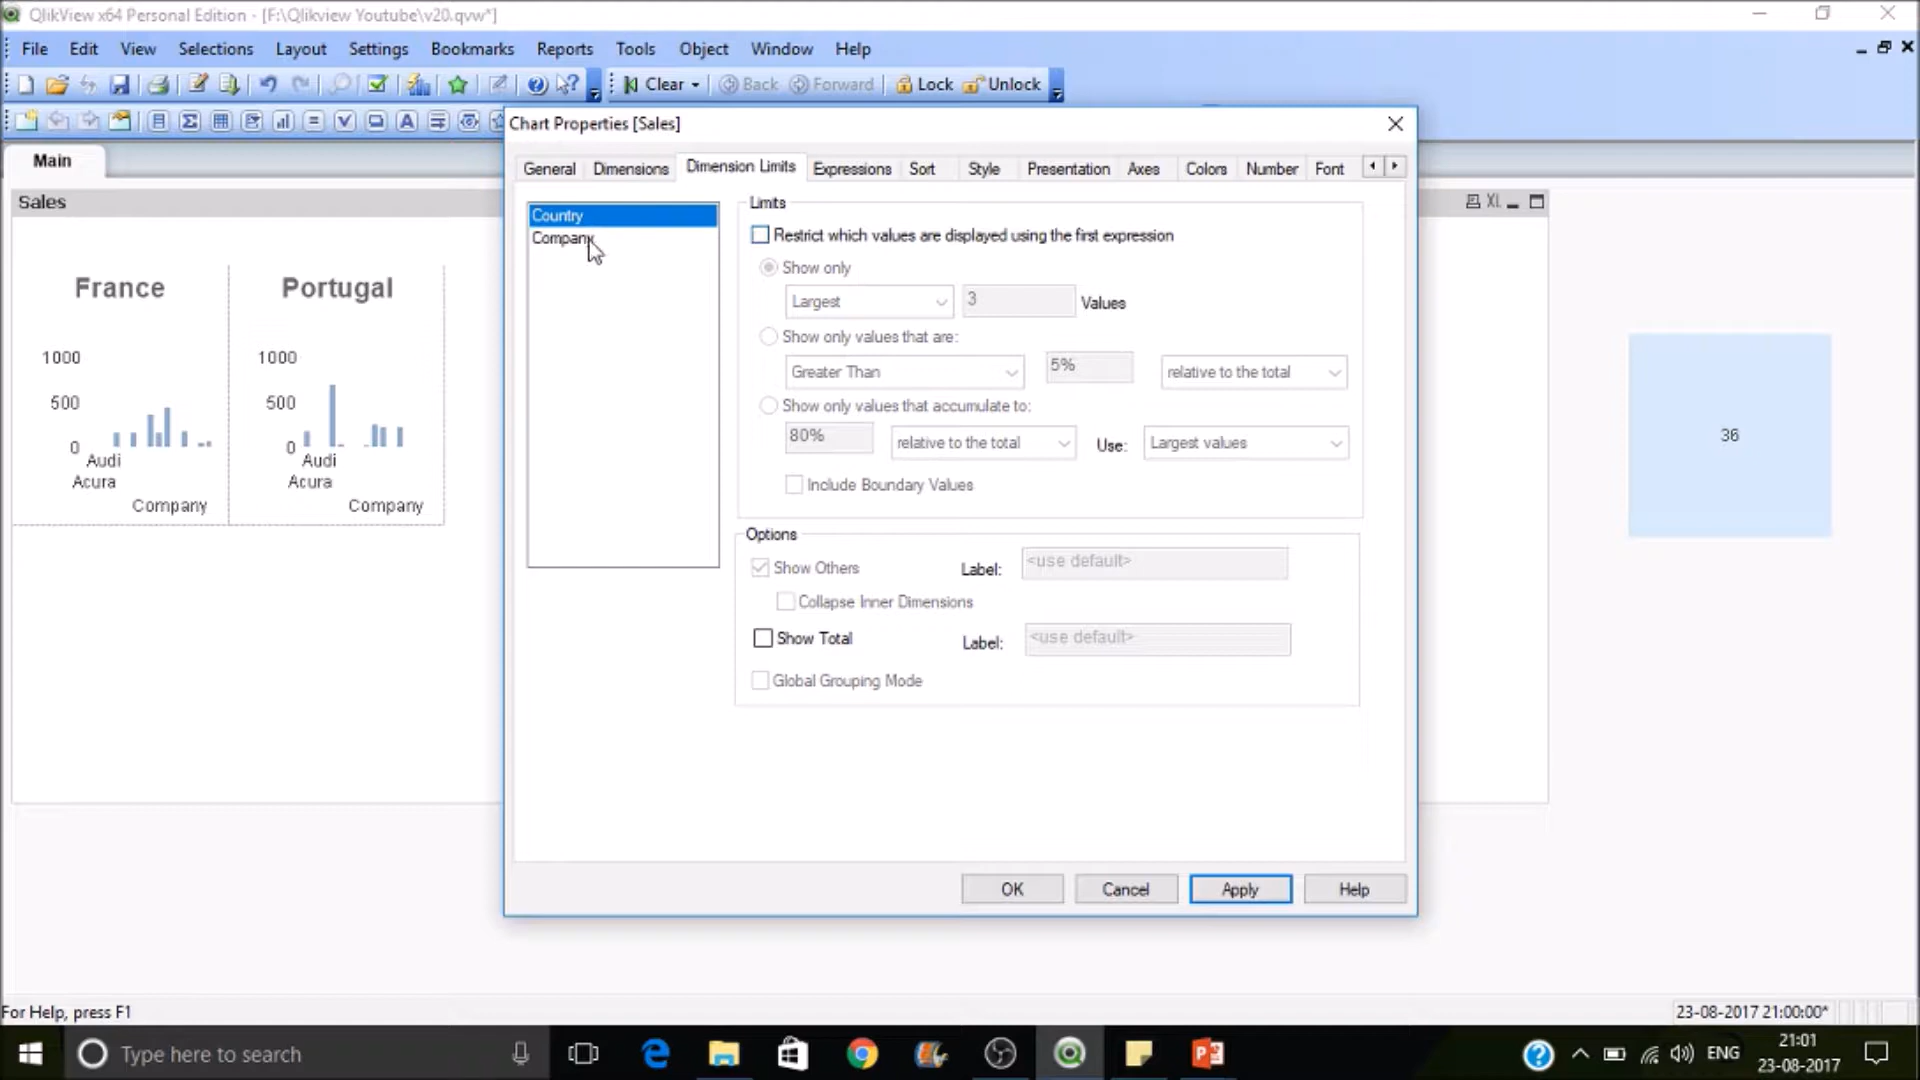 QlikView x64 Personal Edition - [F:\Qlikview Youtube\v20.qvw*]
File Edit View Selections Layout Settings Bookmarks Reports Tools Object Window Help
Clear Back Forward Lock Unlock
Main
Sales
XL
France
1000
500
0
Audi
Acura
Company
Portugal
1000
500
0
Audi
Acura
Company
Chart Properties [Sales]
General Dimensions Dimension Limits Expressions Sort Style Presentation Axes Colors Number Font
Country
Company
Limits
Restrict which values are displayed using the first expression
Show only
Largest 3 Values
Show only values that are:
Greater Than 5% relative to the total
Show only values that accumulate to:
80% relative to the total Use: Largest values
Include Boundary Values
Options
Show Others Label: <use default>
Collapse Inner Dimensions
Show Total Label: <use default>
Global Grouping Mode
OK Cancel Apply Help
36
For Help, press F1
23-08-2017 21:00:00*
Type here to search
ENG
21:01
23-08-2017